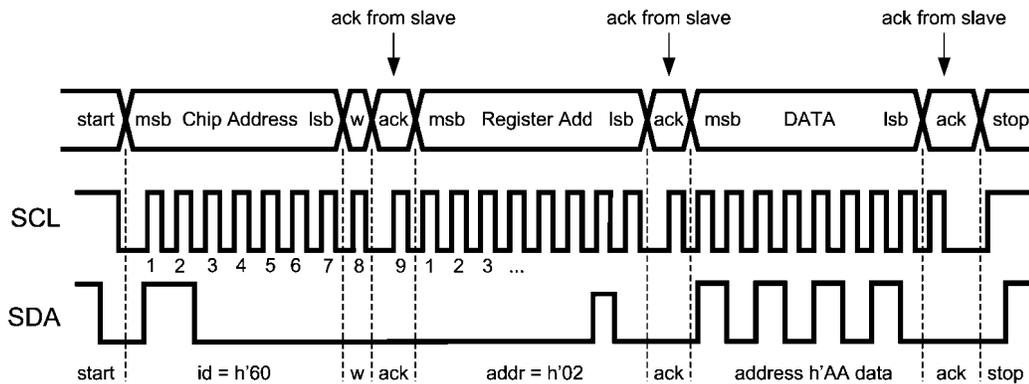 ack from slave ack from slave ack from slave
start msb Chip Address lsb w ack msb Register Add lsb ack msb DATA lsb ack stop
SCL
1 2 3 4 5 6 7 8 9 1 2 3 ...
SDA
start id = h'60 w ack addr = h'02 ack address h'AA data ack stop